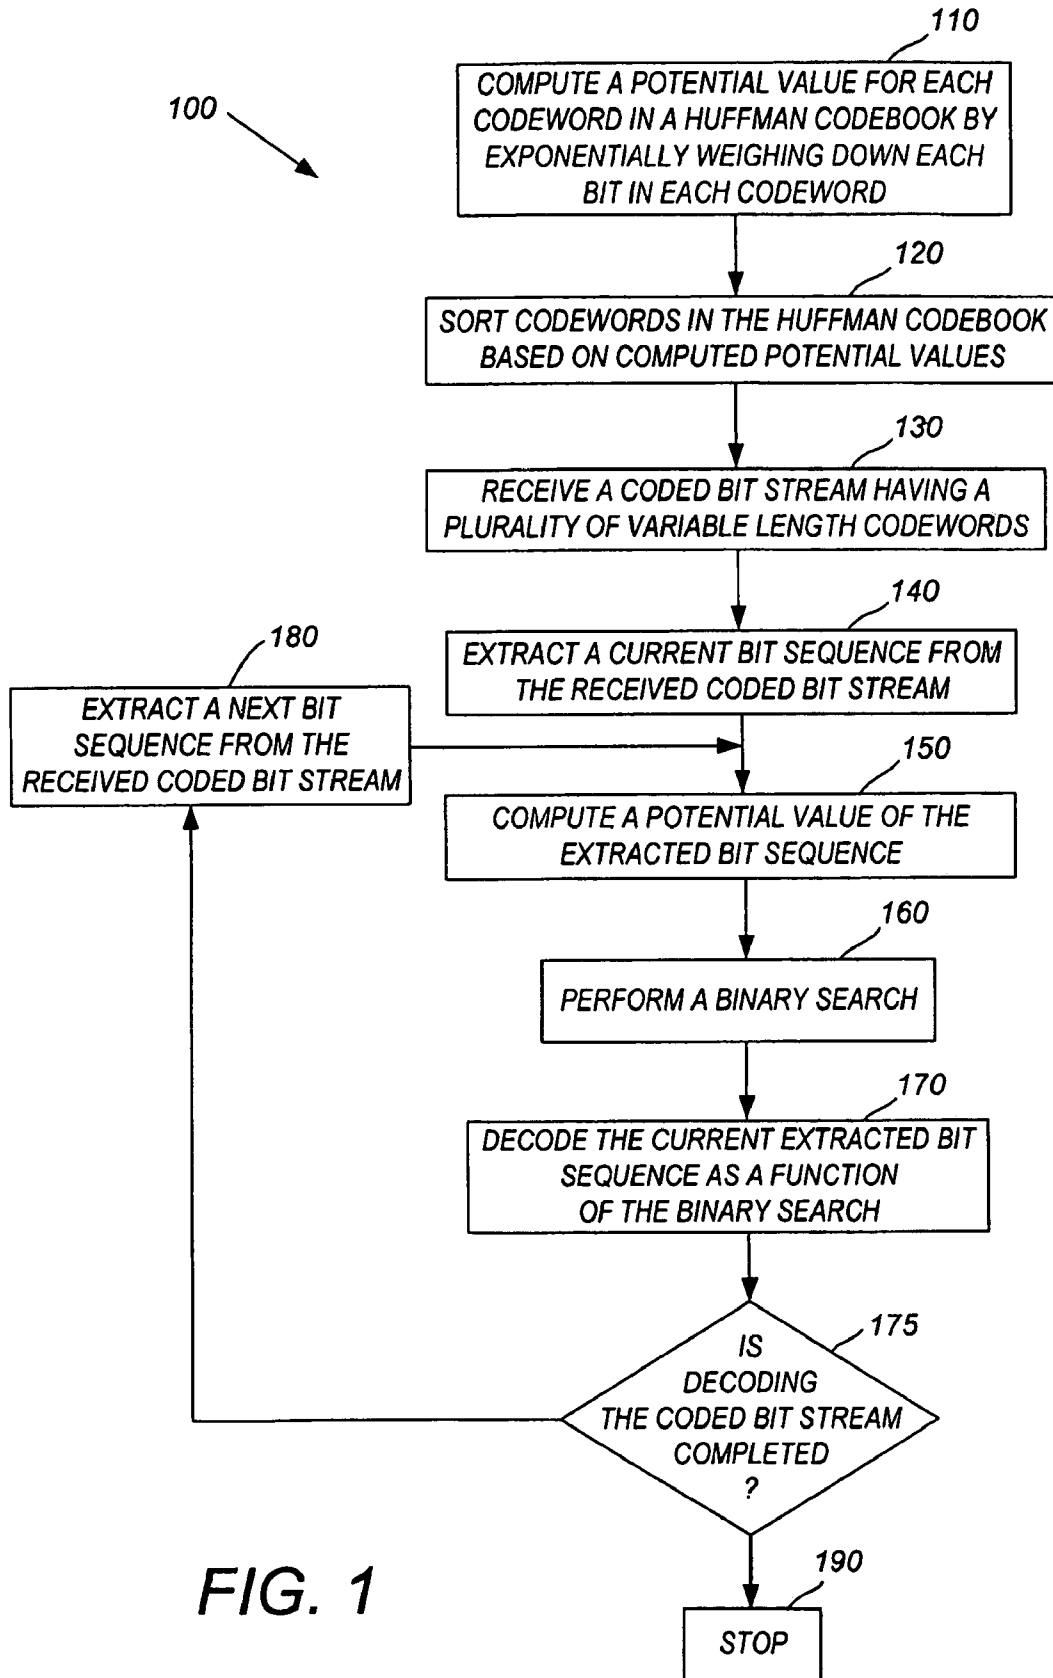 110
COMPUTE A POTENTIAL VALUE FOR EACH
CODEWORD IN A HUFFMAN CODEBOOK BY
EXPONENTIALLY WEIGHING DOWN EACH
BIT IN EACH CODEWORD
100
120
SORT CODEWORDS IN THE HUFFMAN CODEBOOK
BASED ON COMPUTED POTENTIAL VALUES
130
RECEIVE A CODED BIT STREAM HAVING A
PLURALITY OF VARIABLE LENGTH CODEWORDS
140
EXTRACT A CURRENT BIT SEQUENCE FROM
THE RECEIVED CODED BIT STREAM
180
EXTRACT A NEXT BIT
SEQUENCE FROM THE
RECEIVED CODED BIT STREAM
150
COMPUTE A POTENTIAL VALUE OF THE
EXTRACTED BIT SEQUENCE
160
PERFORM A BINARY SEARCH
170
DECODE THE CURRENT EXTRACTED BIT
SEQUENCE AS A FUNCTION
OF THE BINARY SEARCH
175
IS
DECODING
THE CODED BIT STREAM
COMPLETED
?
190
STOP
FIG. 1